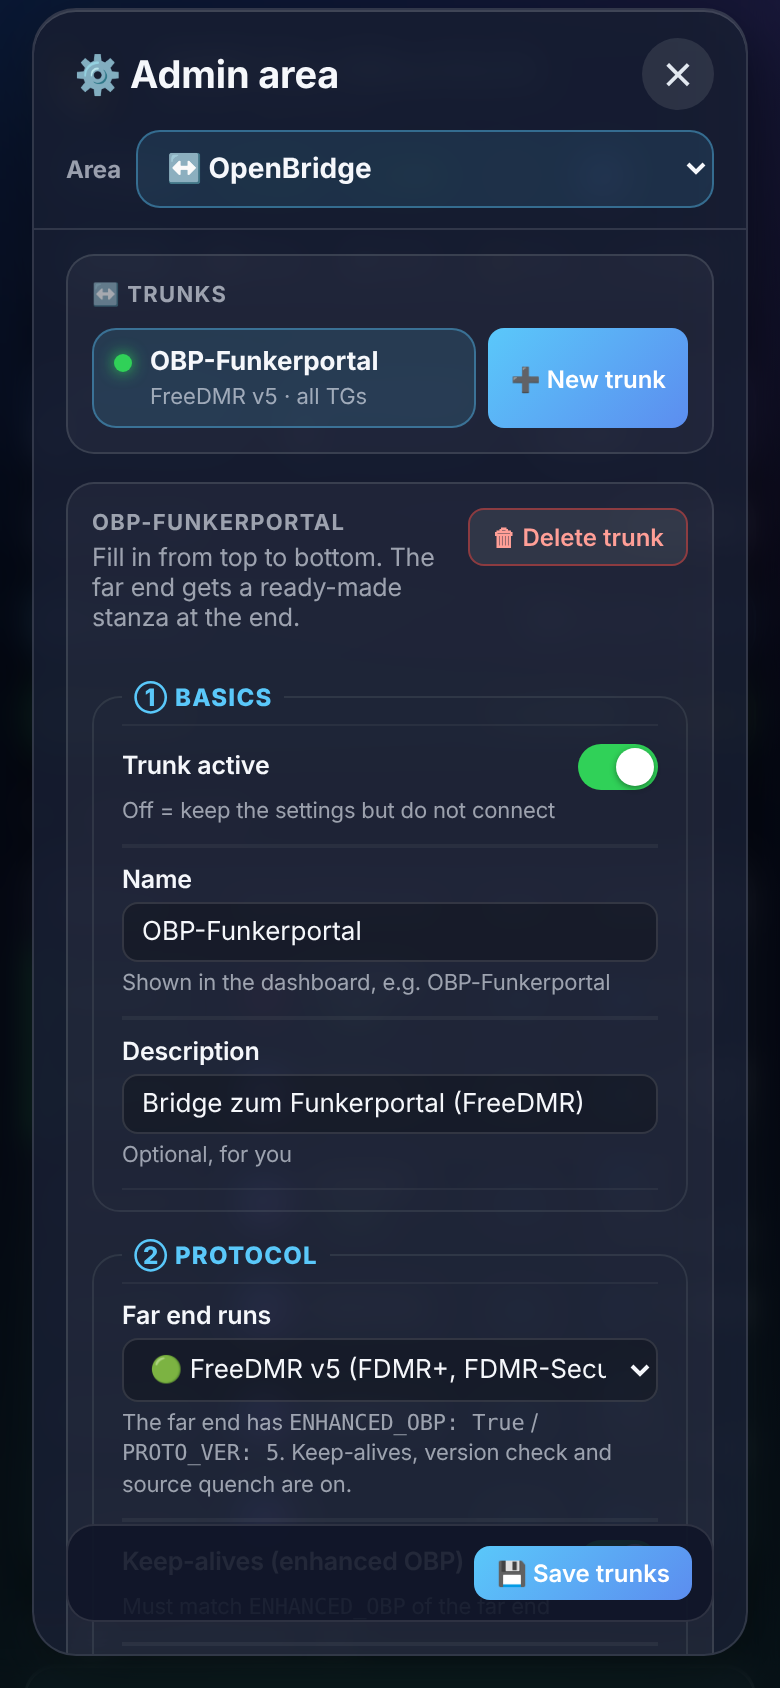 Admin area
Area
OpenBridge
TRUNKS
OBP-Funkerportal
FreeDMR v5 · all TGs
New trunk
OBP-FUNKERPORTAL
Delete trunk
Fill in from top to bottom. The
far end gets a ready-made
stanza at the end.
① BASICS
Trunk active
Off = keep the settings but do not connect
Name
OBP-Funkerportal
Shown in the dashboard, e.g. OBP-Funkerportal
Description
Bridge zum Funkerportal (FreeDMR)
Optional, for you
② PROTOCOL
Far end runs
FreeDMR v5 (FDMR+, FDMR-Secu
The far end has ENHANCED_OBP: True /
PROTO_VER: 5. Keep-alives, version check and
source quench are on.
Keep-alives (enhanced OBP)
Save trunks
Must match ENHANCED_OBP of the far end